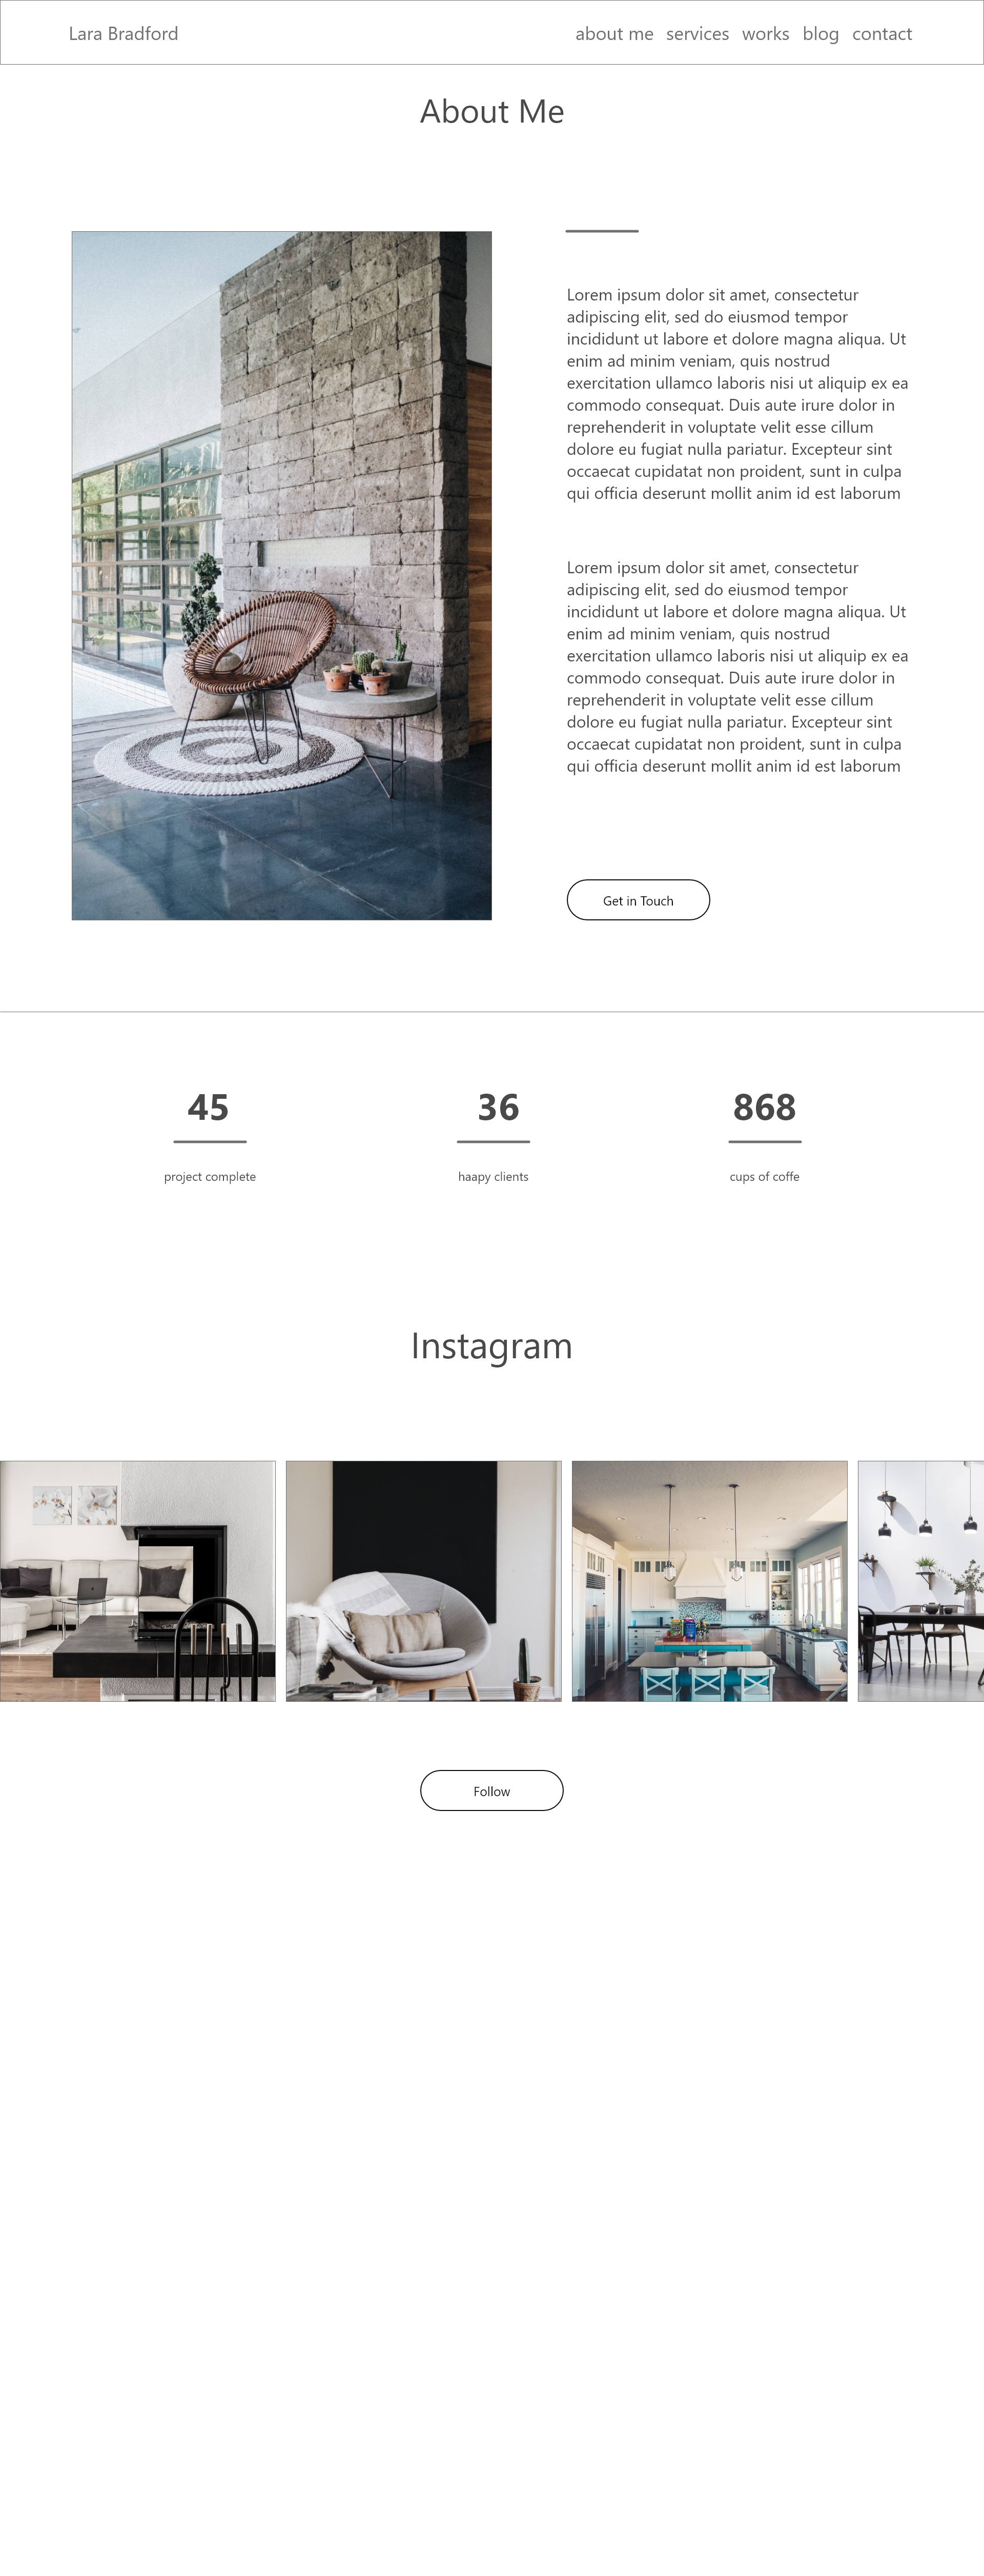 Lara Bradford
about me services works blog contact
About Me
Lorem ipsum dolor sit amet, consectetur
adipiscing elit, sed do eiusmod tempor
incididunt ut labore et dolore magna aliqua. Ut
enim ad minim veniam, quis nostrud
exercitation ullamco laboris nisi ut aliquip ex ea
commodo consequat. Duis aute irure dolor in
reprehenderit in voluptate velit esse cillum
dolore eu fugiat nulla pariatur. Excepteur sint
occaecat cupidatat non proident, sunt in culpa
qui officia deserunt mollit anim id est laborum
Lorem ipsum dolor sit amet, consectetur
adipiscing elit, sed do eiusmod tempor
incididunt ut labore et dolore magna aliqua. Ut
enim ad minim veniam, quis nostrud
exercitation ullamco laboris nisi ut aliquip ex ea
commodo consequat. Duis aute irure dolor in
reprehenderit in voluptate velit esse cillum
dolore eu fugiat nulla pariatur. Excepteur sint
occaecat cupidatat non proident, sunt in culpa
qui officia deserunt mollit anim id est laborum
Get in Touch
45
project complete
36
haapy clients
868
cups of coffe
Instagram
Follow